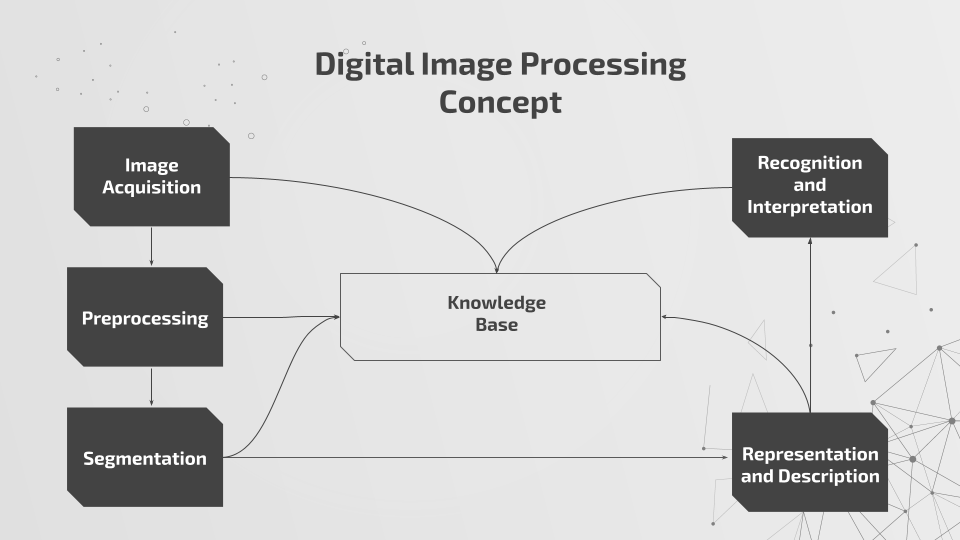 Digital Image Processing
Concept
Image
Acquisition
Recognition
and
Interpretation
Preprocessing
Knowledge
Base
Segmentation
Representation
and Description